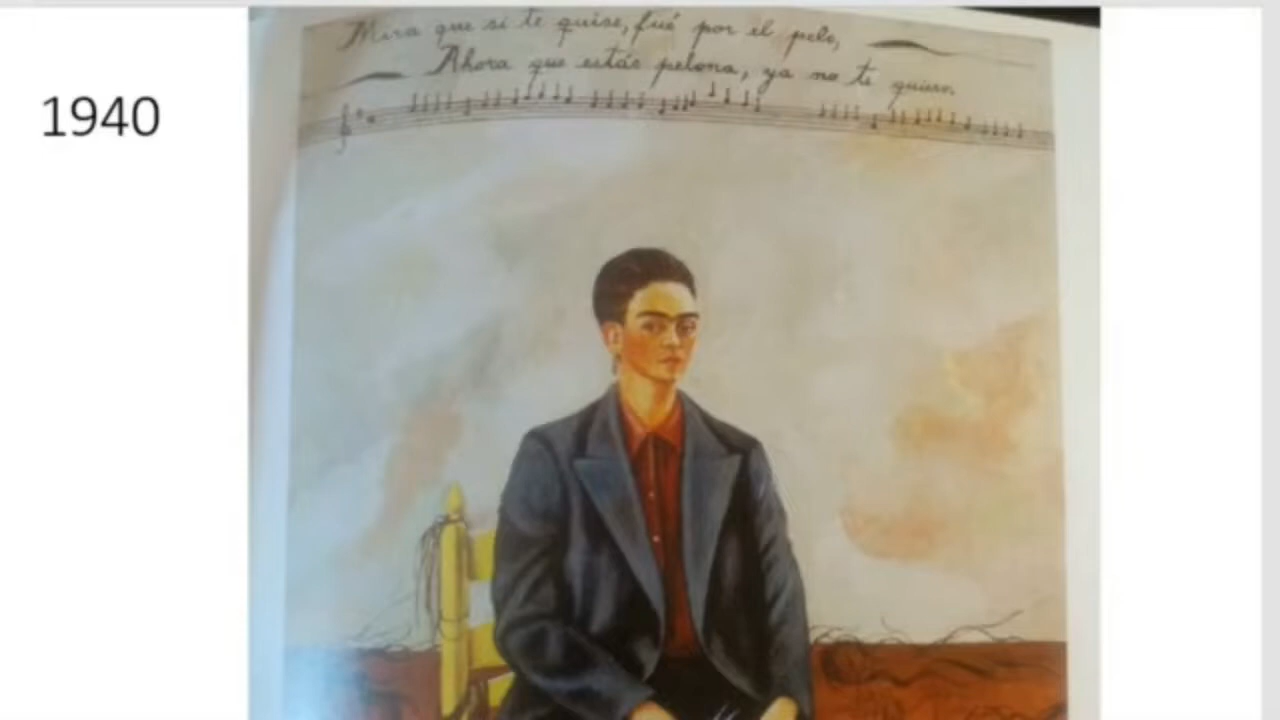 Mira que si te quise, fué por el pelo,
Ahora que estás pelona, ya no te quiero.
1940